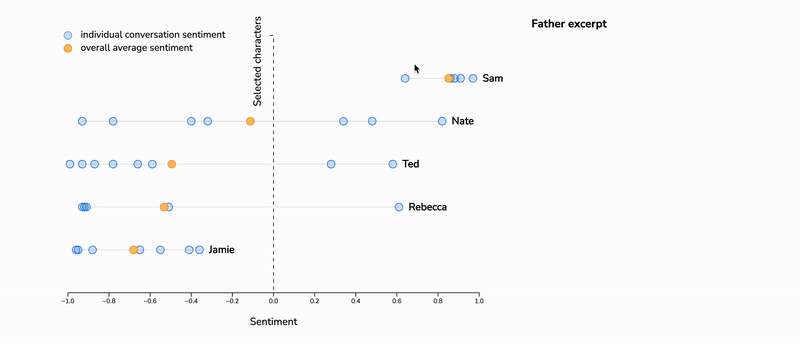 Father excerpt
individual conversation sentiment
overall average sentiment
Selected characters
Sam
Nate
Ted
Rebecca
Jamie
−1.0 −0.8 −0.6 −0.4 −0.2 0.0 0.2 0.4 0.6 0.8 1.0
Sentiment